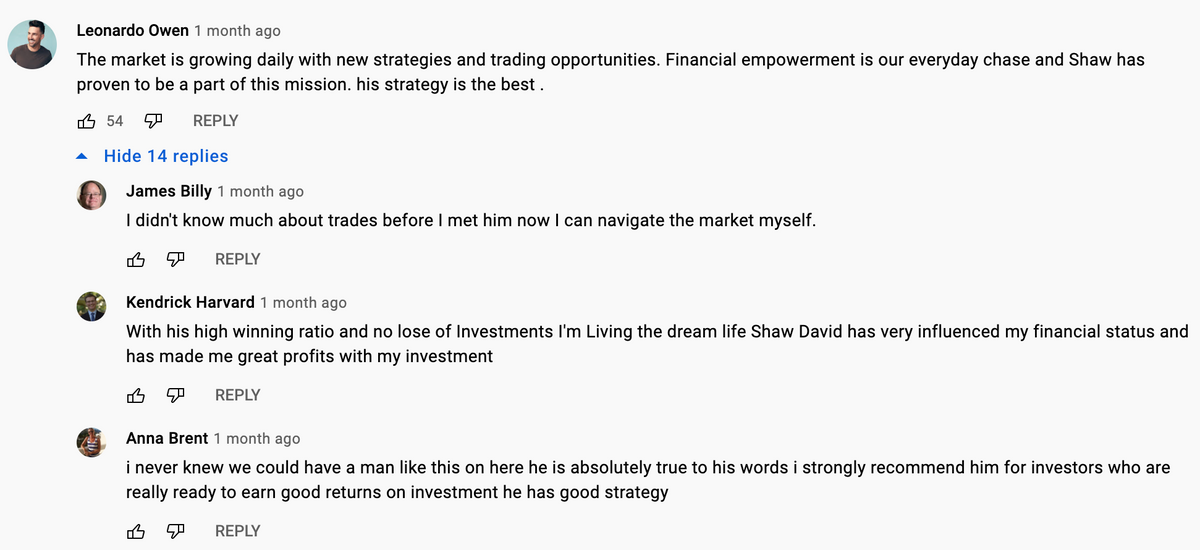 Leonardo Owen 1 month ago
The market is growing daily with new strategies and trading opportunities. Financial empowerment is our everyday chase and Shaw has
proven to be a part of this mission. his strategy is the best .
54 REPLY
Hide 14 replies
James Billy 1 month ago
I didn't know much about trades before I met him now I can navigate the market myself.
REPLY
Kendrick Harvard 1 month ago
With his high winning ratio and no lose of Investments I'm Living the dream life Shaw David has very influenced my financial status and
has made me great profits with my investment
REPLY
Anna Brent 1 month ago
i never knew we could have a man like this on here he is absolutely true to his words i strongly recommend him for investors who are
really ready to earn good returns on investment he has good strategy
REPLY